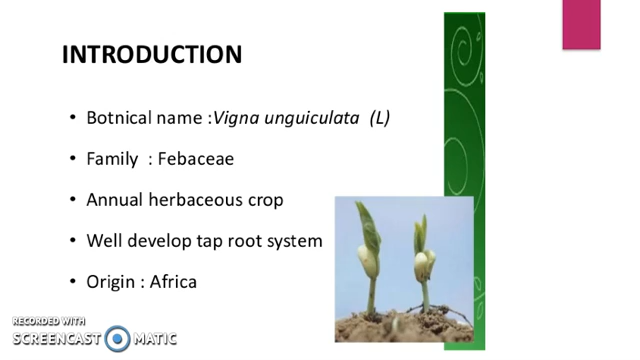 INTRODUCTION
• Botnical name :Vigna unguiculata (L)
• Family : Febaceae
• Annual herbaceous crop
• Well develop tap root system
• Origin : Africa
RECORDED WITH
SCREENCAST MATIC